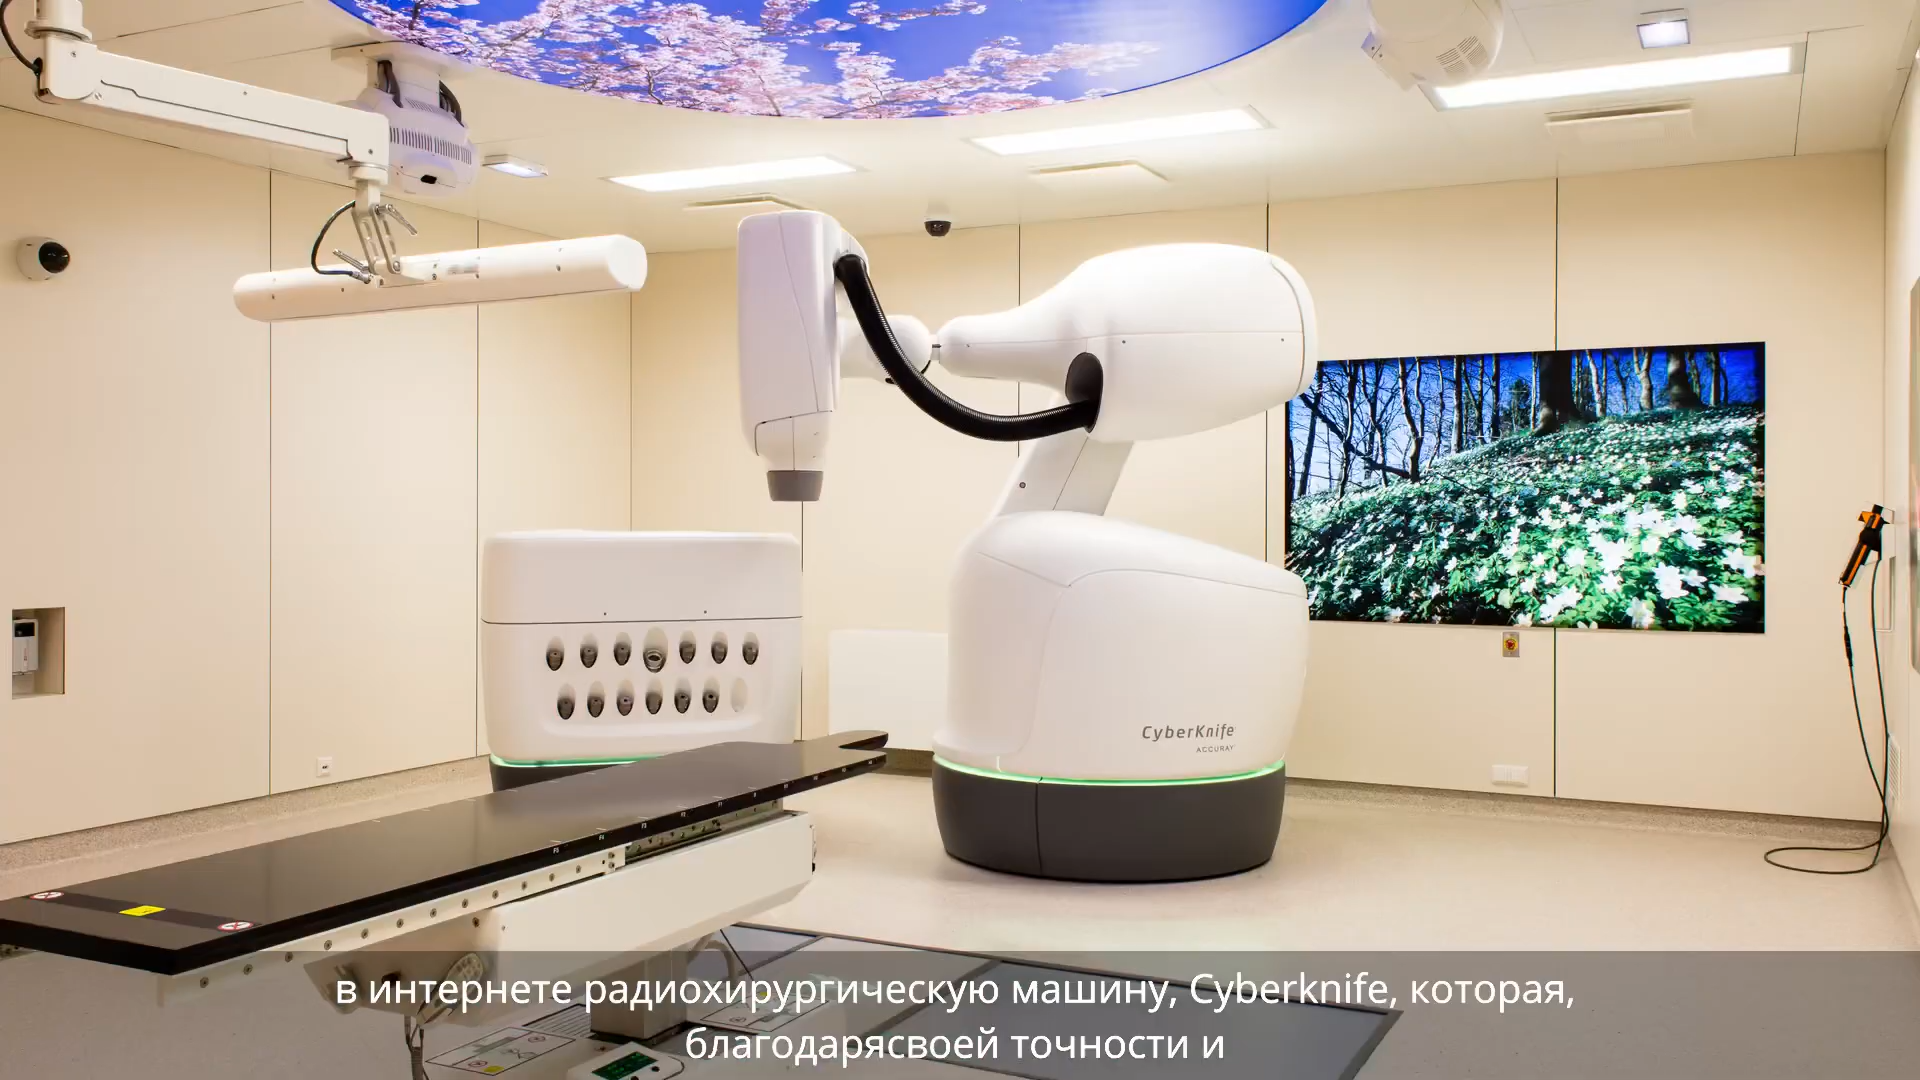 CyberKnife
ACCURAY
в интернете радиохирургическую машину, Cyberknife, которая,
благодарясвоей точности и